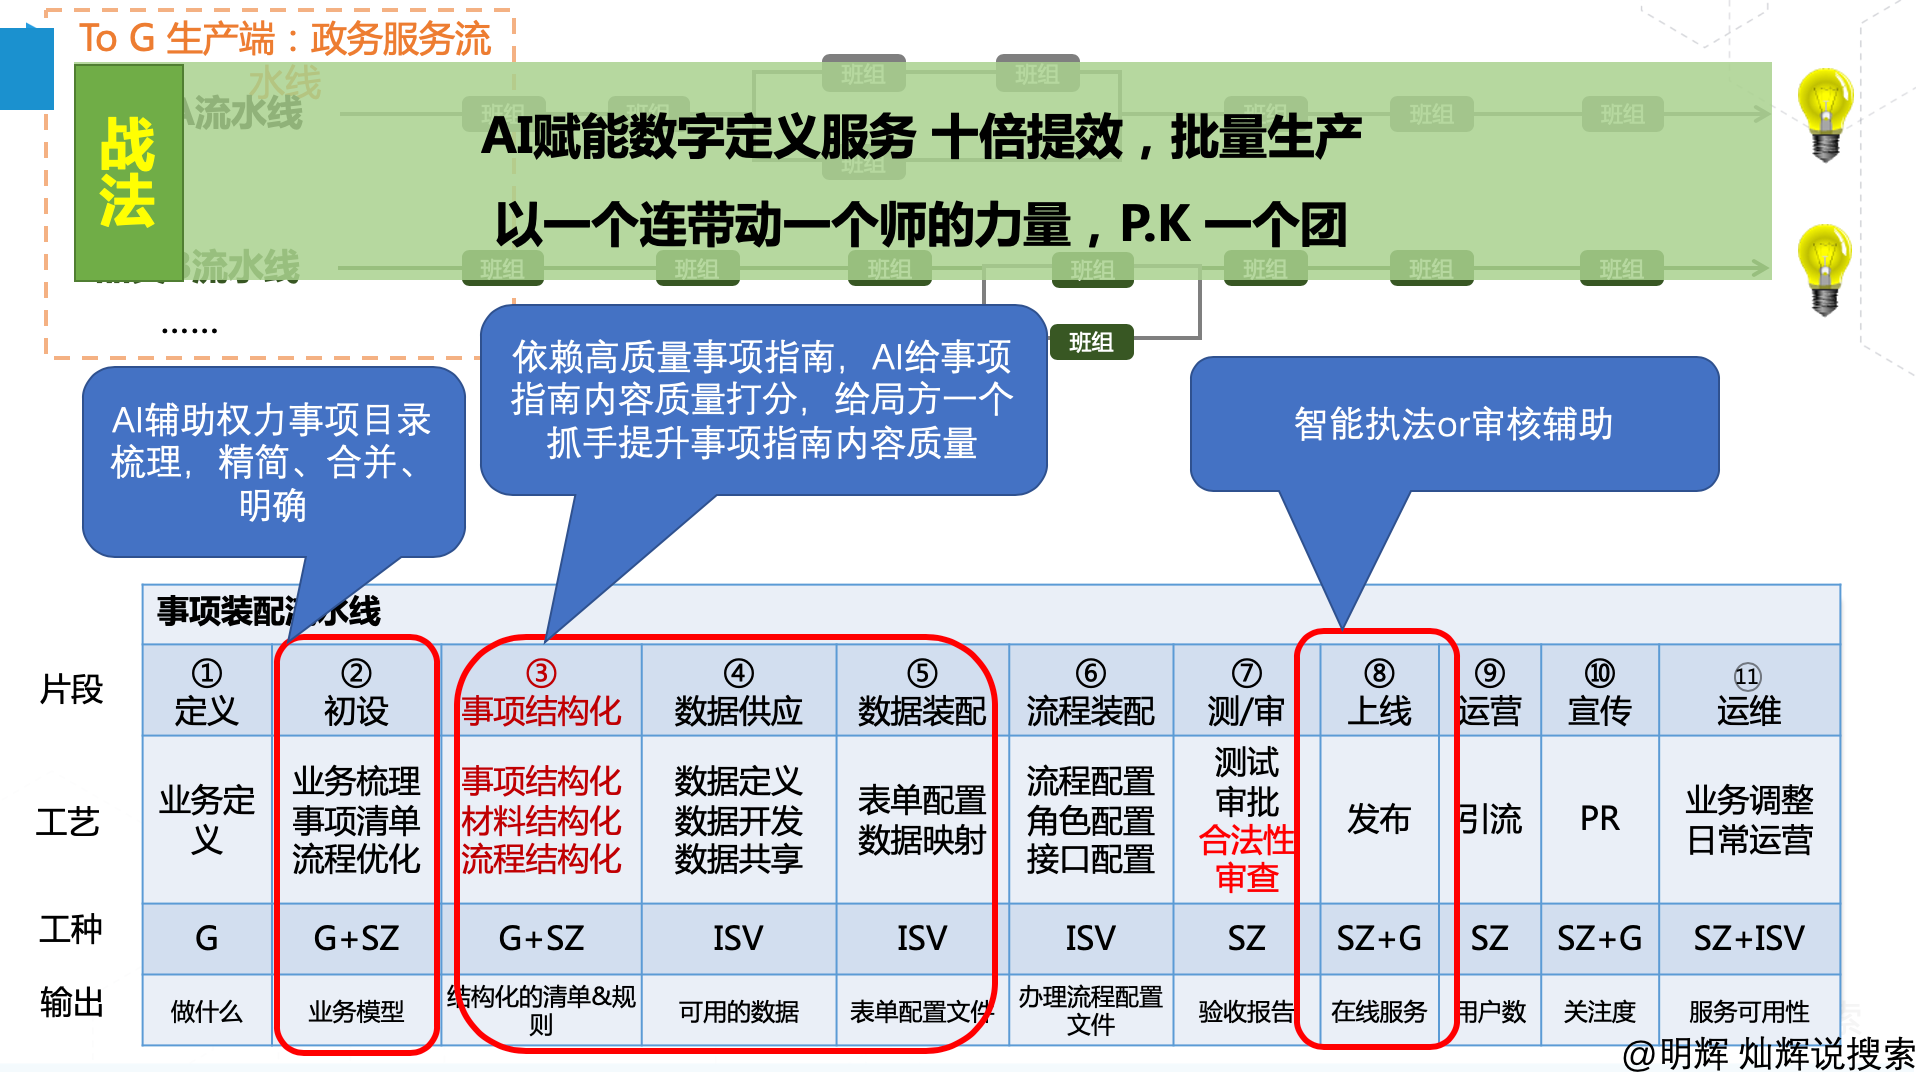 To G 生产端：政务服务流
水线
流水线
班组
班组
班组
班组
班组
班组
班组
班组
战法
AI赋能数字定义服务 十倍提效，批量生产
以一个连带动一个师的力量，P.K 一个团
流水线
班组
班组
班组
班组
班组
班组
班组
班组
……
AI辅助权力事项目录
梳理，精简、合并、
明确
依赖高质量事项指南，AI给事项
指南内容质量打分，给局方一个
抓手提升事项指南内容质量
智能执法or审核辅助
事项装配流水线
片段
①
定义
②
初设
③
事项结构化
④
数据供应
⑤
数据装配
⑥
流程装配
⑦
测/审
⑧
上线
⑨
运营
⑩
宣传
⑪
运维
工艺
业务定
义
业务梳理
事项清单
流程优化
事项结构化
材料结构化
流程结构化
数据定义
数据开发
数据共享
表单配置
数据映射
流程配置
角色配置
接口配置
测试
审批
合法性
审查
发布
引流
PR
业务调整
日常运营
工种
G
G+SZ
G+SZ
ISV
ISV
ISV
SZ
SZ+G
SZ
SZ+G
SZ+ISV
输出
做什么
业务模型
结构化的清单&规
则
可用的数据
表单配置文件
办理流程配置
文件
验收报告
在线服务
用户数
关注度
服务可用性
@明辉 灿辉说搜索